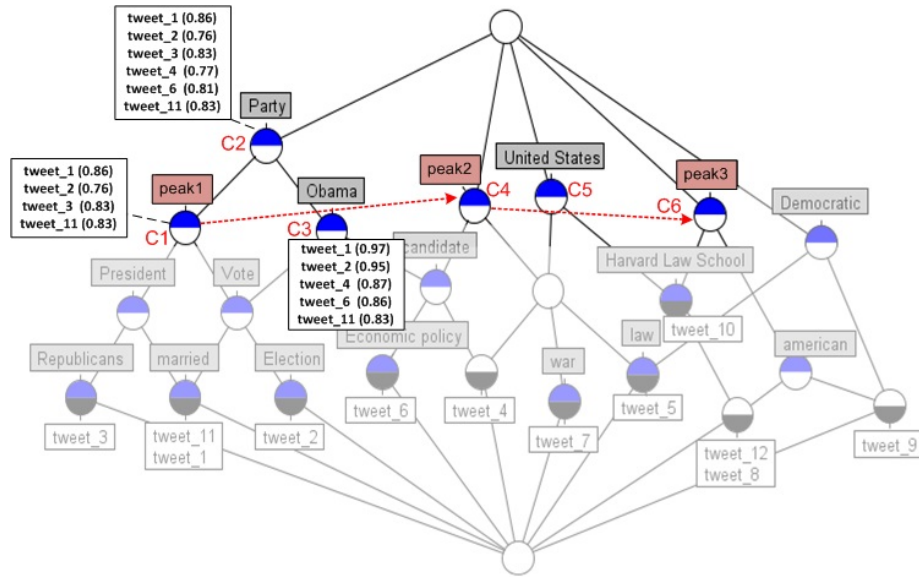 tweet_1 (0.86)
tweet_2 (0.76)
tweet_3 (0.83)
tweet_4 (0.77)
tweet_6 (0.81)
tweet_11 (0.83)
Party
C2
tweet_1 (0.86)
tweet_2 (0.76)
tweet_3 (0.83)
tweet_11 (0.83)
peak1
C1
Obama
C3
tweet_1 (0.97)
tweet_2 (0.95)
tweet_4 (0.87)
tweet_6 (0.86)
tweet_11 (0.83)
peak2
C4
United States
C5
peak3
C6
Democratic
President
Vote
candidate
Harvard Law School
tweet_10
Republicans
married
Election
Economic policy
war
law
american
tweet_3
tweet_11
tweet_1
tweet_2
tweet_6
tweet_4
tweet_7
tweet_5
tweet_12
tweet_8
tweet_9